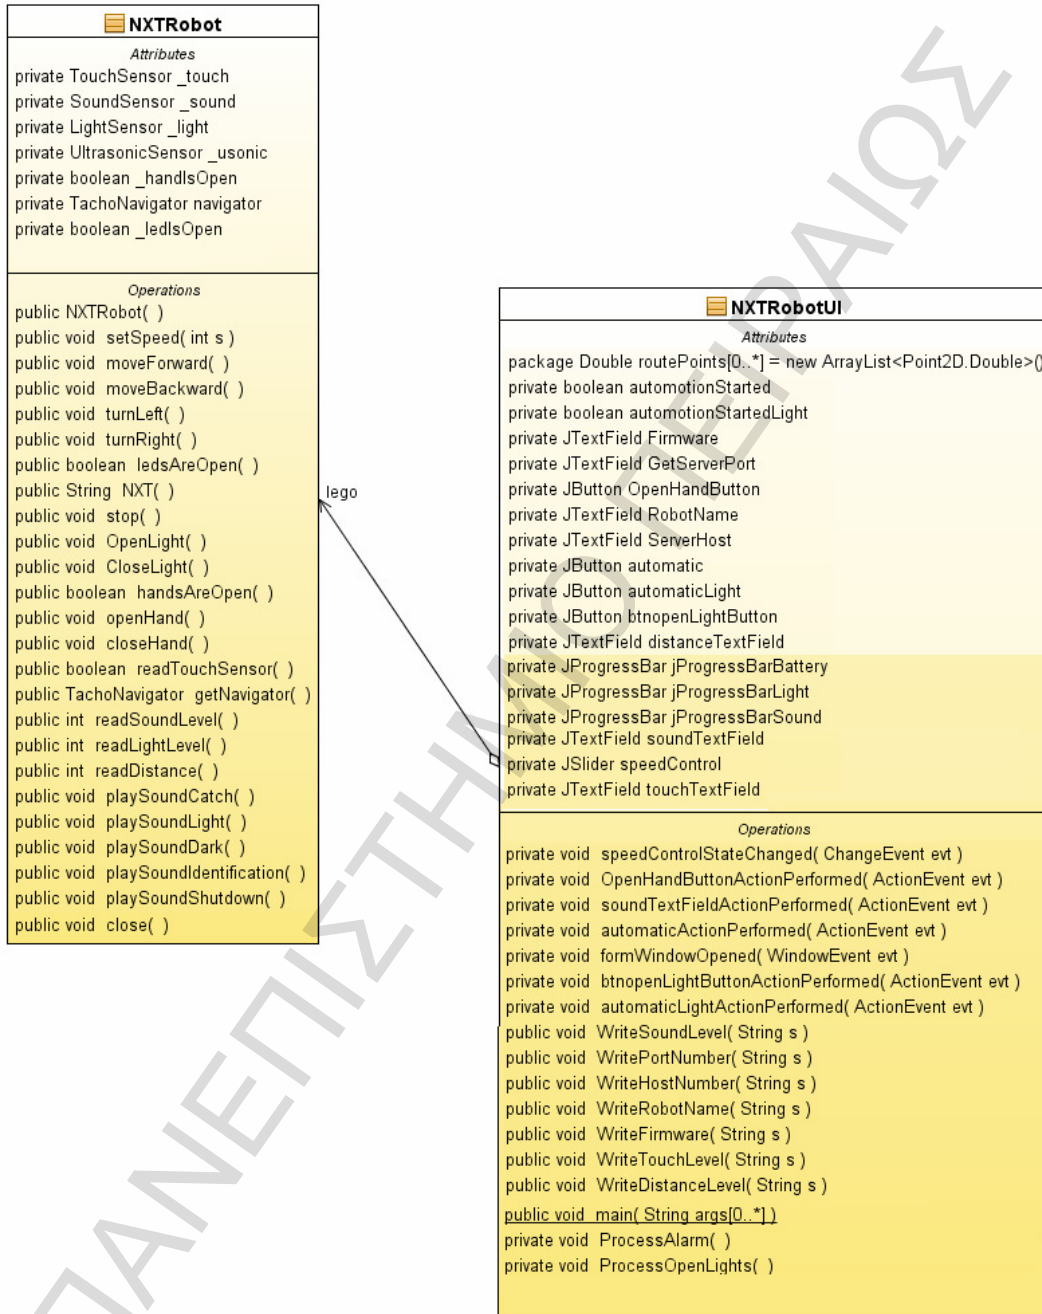 NXTRobot
Attributes
private TouchSensor _touch
private SoundSensor _sound
private LightSensor _light
private UltrasonicSensor _usonic
private boolean _handIsOpen
private TachoNavigator navigator
private boolean _ledIsOpen
Operations
public NXTRobot( )
public void setSpeed( int s )
public void moveForward( )
public void moveBackward( )
public void turnLeft( )
public void turnRight( )
public boolean ledsAreOpen( )
public String NXT( )
public void stop( )
public void OpenLight( )
public void CloseLight( )
public boolean handsAreOpen( )
public void openHand( )
public void closeHand( )
public boolean readTouchSensor( )
public TachoNavigator getNavigator( )
public int readSoundLevel( )
public int readLightLevel( )
public int readDistance( )
public void playSoundCatch( )
public void playSoundLight( )
public void playSoundDark( )
public void playSoundIdentification( )
public void playSoundShutdown( )
public void close( )
lego
NXTRobotUI
Attributes
package Double routePoints[0..*] = new ArrayList<Point2D.Double>()
private boolean automotionStarted
private boolean automotionStartedLight
private JTextField Firmware
private JTextField GetServerPort
private JButton OpenHandButton
private JTextField RobotName
private JTextField ServerHost
private JButton automatic
private JButton automaticLight
private JButton btnopenLightButton
private JTextField distanceTextField
private JProgressBar jProgressBarBattery
private JProgressBar jProgressBarLight
private JProgressBar jProgressBarSound
private JTextField soundTextField
private JSlider speedControl
private JTextField touchTextField
Operations
private void speedControlStateChanged( ChangeEvent evt )
private void OpenHandButtonActionPerformed( ActionEvent evt )
private void soundTextFieldActionPerformed( ActionEvent evt )
private void automaticActionPerformed( ActionEvent evt )
private void formWindowOpened( WindowEvent evt )
private void btnopenLightButtonActionPerformed( ActionEvent evt )
private void automaticLightActionPerformed( ActionEvent evt )
public void WriteSoundLevel( String s )
public void WritePortNumber( String s )
public void WriteHostNumber( String s )
public void WriteRobotName( String s )
public void WriteFirmware( String s )
public void WriteTouchLevel( String s )
public void WriteDistanceLevel( String s )
public void main( String args[0..*] )
private void ProcessAlarm( )
private void ProcessOpenLights( )
ΠΑΝΕΠΙΣΤΗΜΙΟ ΠΕΙΡΑΙΩΣ